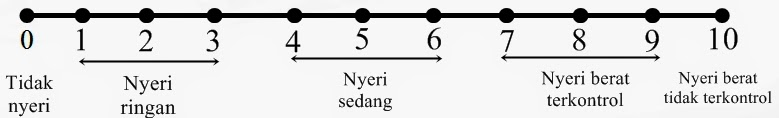 0 1 2 3 4 5 6 7 8 9 10
Tidak nyeri
Nyeri ringan
Nyeri sedang
Nyeri berat terkontrol
Nyeri berat tidak terkontrol